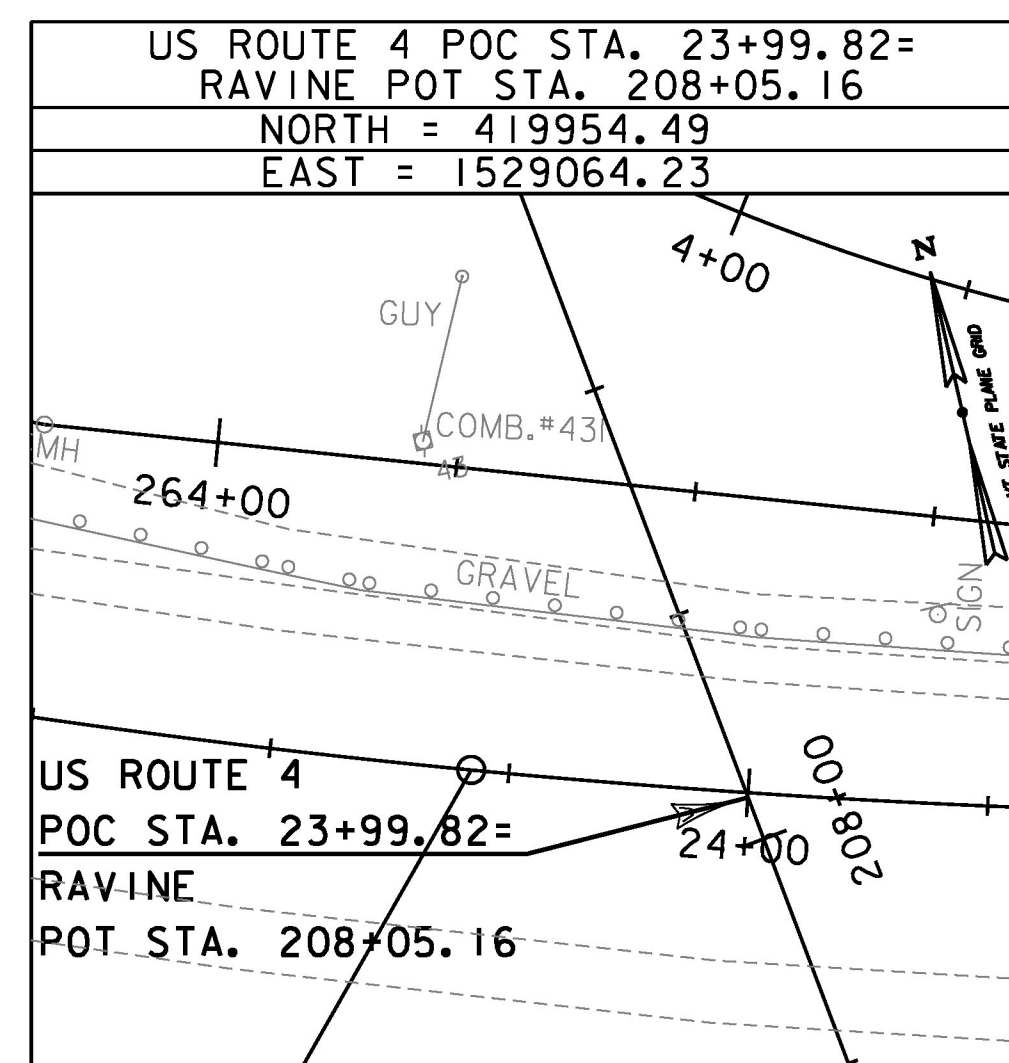 US ROUTE 4 POC STA. 23+99.82=
RAVINE POT STA. 208+05.16
NORTH = 419954.49
EAST = 1529064.23
4+00
N
GUY
STATE PLANE GRID
COMB.#431
43
MH
264+00
GRAVEL
SIGN
US ROUTE 4
POC STA. 23+99.82=
24+00
208+00
RAVINE
POT STA. 208+05.16